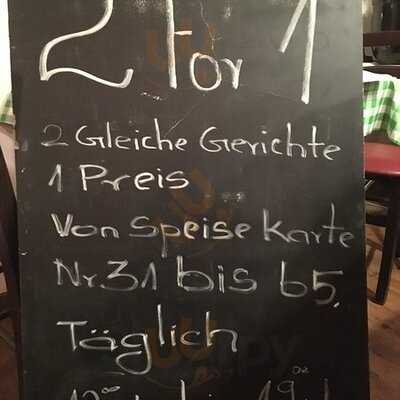 2 For 1
2 Gleiche Gerichte
1 Preis
Von Speise Karte
Nr. 31 bis 65.
Täglich